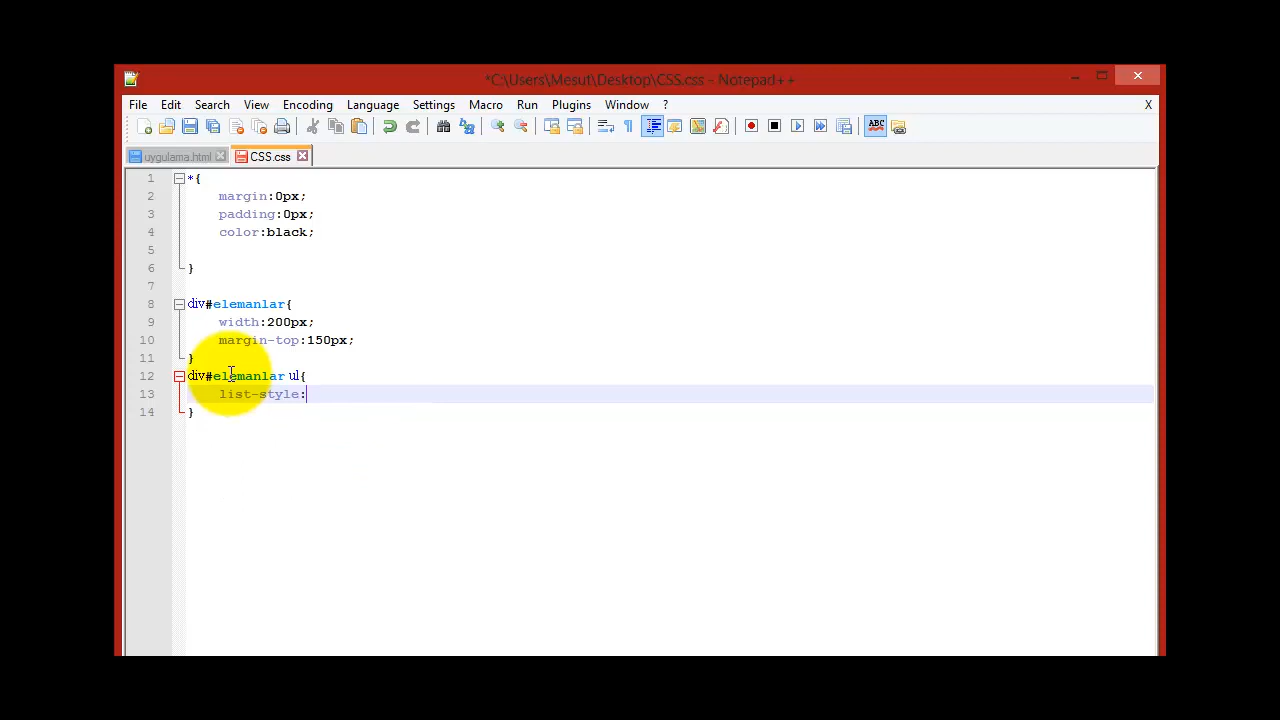 *C:\Users\Mesut\Desktop\CSS.css - Notepad++
File Edit Search View Encoding Language Settings Macro Run Plugins Window ? X
ABC
uygulama.html CSS.css
1 *{
2 margin:0px;
3 padding:0px;
4 color:black;
5
6 }
7
8 div#elemanlar{
9 width:200px;
10 margin-top:150px;
11 }
12 div#elemanlar ul{
13 list-style:
14 }